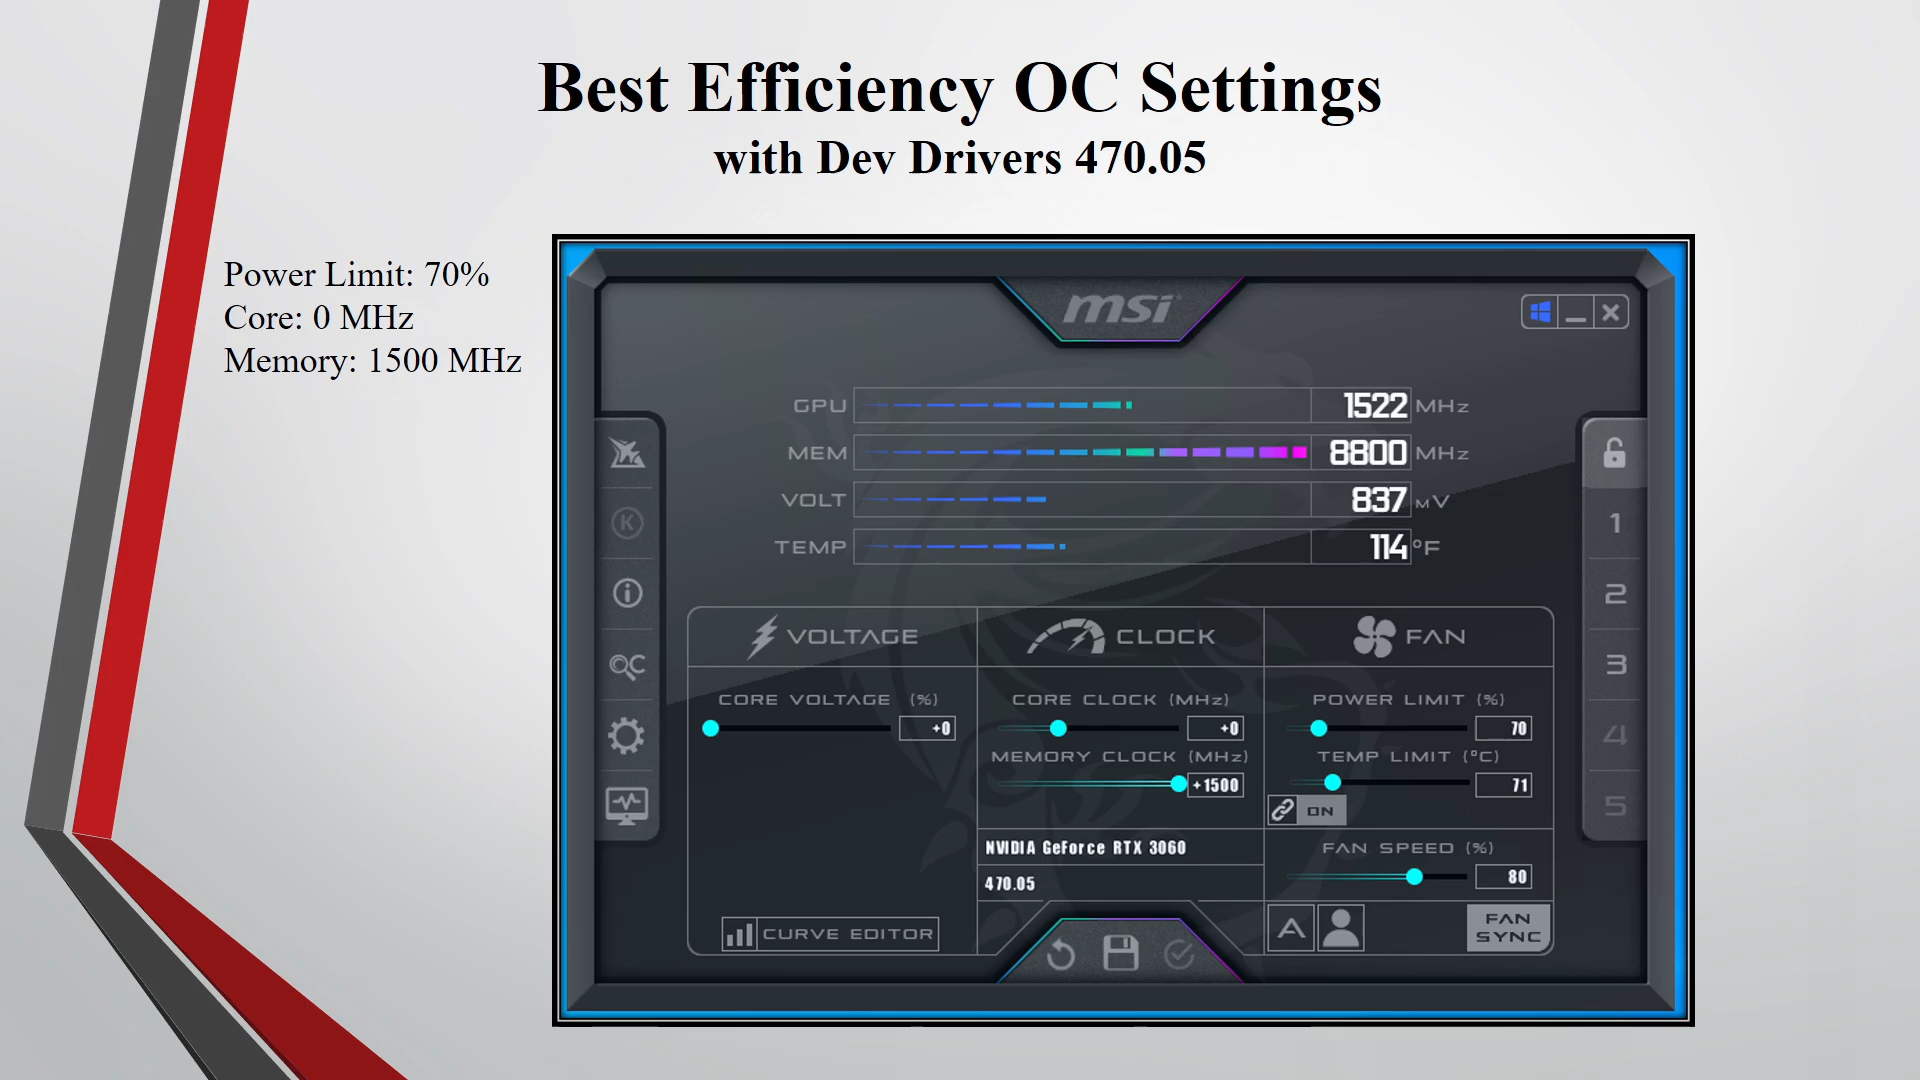 Best Efficiency OC Settings
with Dev Drivers 470.05
Power Limit: 70%
Core: 0 MHz
Memory: 1500 MHz
msi
GPU 1522 MHz
MEM 8800 MHz
VOLT 837 mV
TEMP 114 °F
K
OC
1
2
3
4
5
VOLTAGE
CORE VOLTAGE (%)
+0
CURVE EDITOR
CLOCK
CORE CLOCK (MHz)
+0
MEMORY CLOCK (MHz)
+1500
NVIDIA GeForce RTX 3060
470.05
FAN
POWER LIMIT (%)
70
TEMP LIMIT (°C)
71
ON
FAN SPEED (%)
80
A
FAN
SYNC